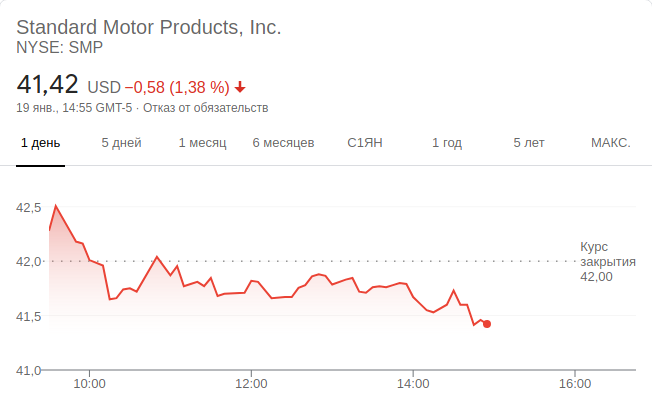 Standard Motor Products, Inc.
NYSE: SMP
41,42 USD −0,58 (1,38 %)
19 янв., 14:55 GMT-5 · Отказ от обязательств
1 день 5 дней 1 месяц 6 месяцев С1ЯН 1 год 5 лет МАКС.
42,5
42,0
41,5
41,0
Курс
закрытия
42,00
10:00 12:00 14:00 16:00